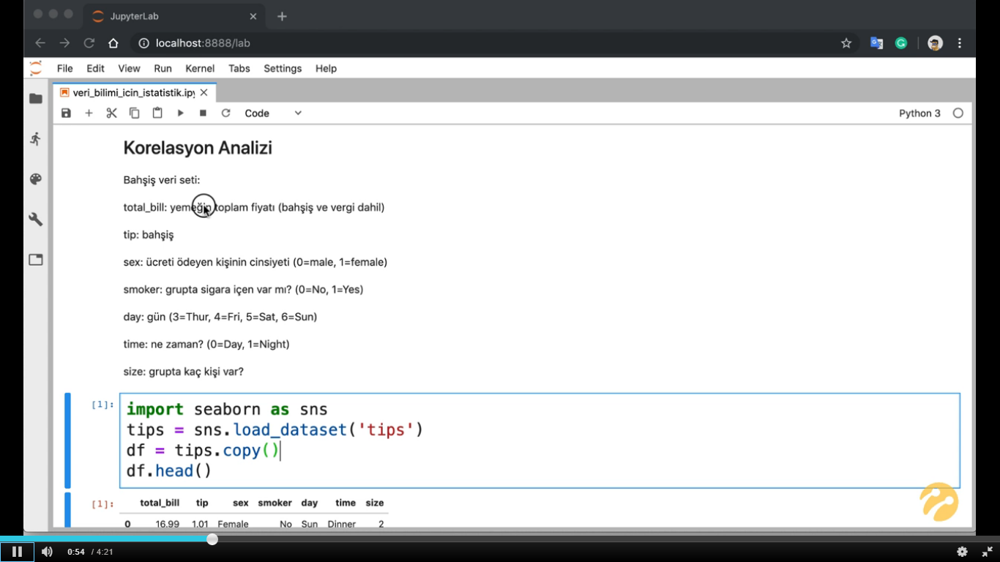 JupyterLab
localhost:8888/lab
File Edit View Run Kernel Tabs Settings Help
veri_bilimi_icin_istatistik.ipy
Code
Python 3
Korelasyon Analizi
Bahşiş veri seti:
total_bill: yemeğin toplam fiyatı (bahşiş ve vergi dahil)
tip: bahşiş
sex: ücreti ödeyen kişinin cinsiyeti (0=male, 1=female)
smoker: grupta sigara içen var mı? (0=No, 1=Yes)
day: gün (3=Thur, 4=Fri, 5=Sat, 6=Sun)
time: ne zaman? (0=Day, 1=Night)
size: grupta kaç kişi var?
[1]: import seaborn as sns
tips = sns.load_dataset('tips')
df = tips.copy()
df.head()
[1]: total_bill tip sex smoker day time size
0 16.99 1.01 Female No Sun Dinner 2
0:54 / 4:21